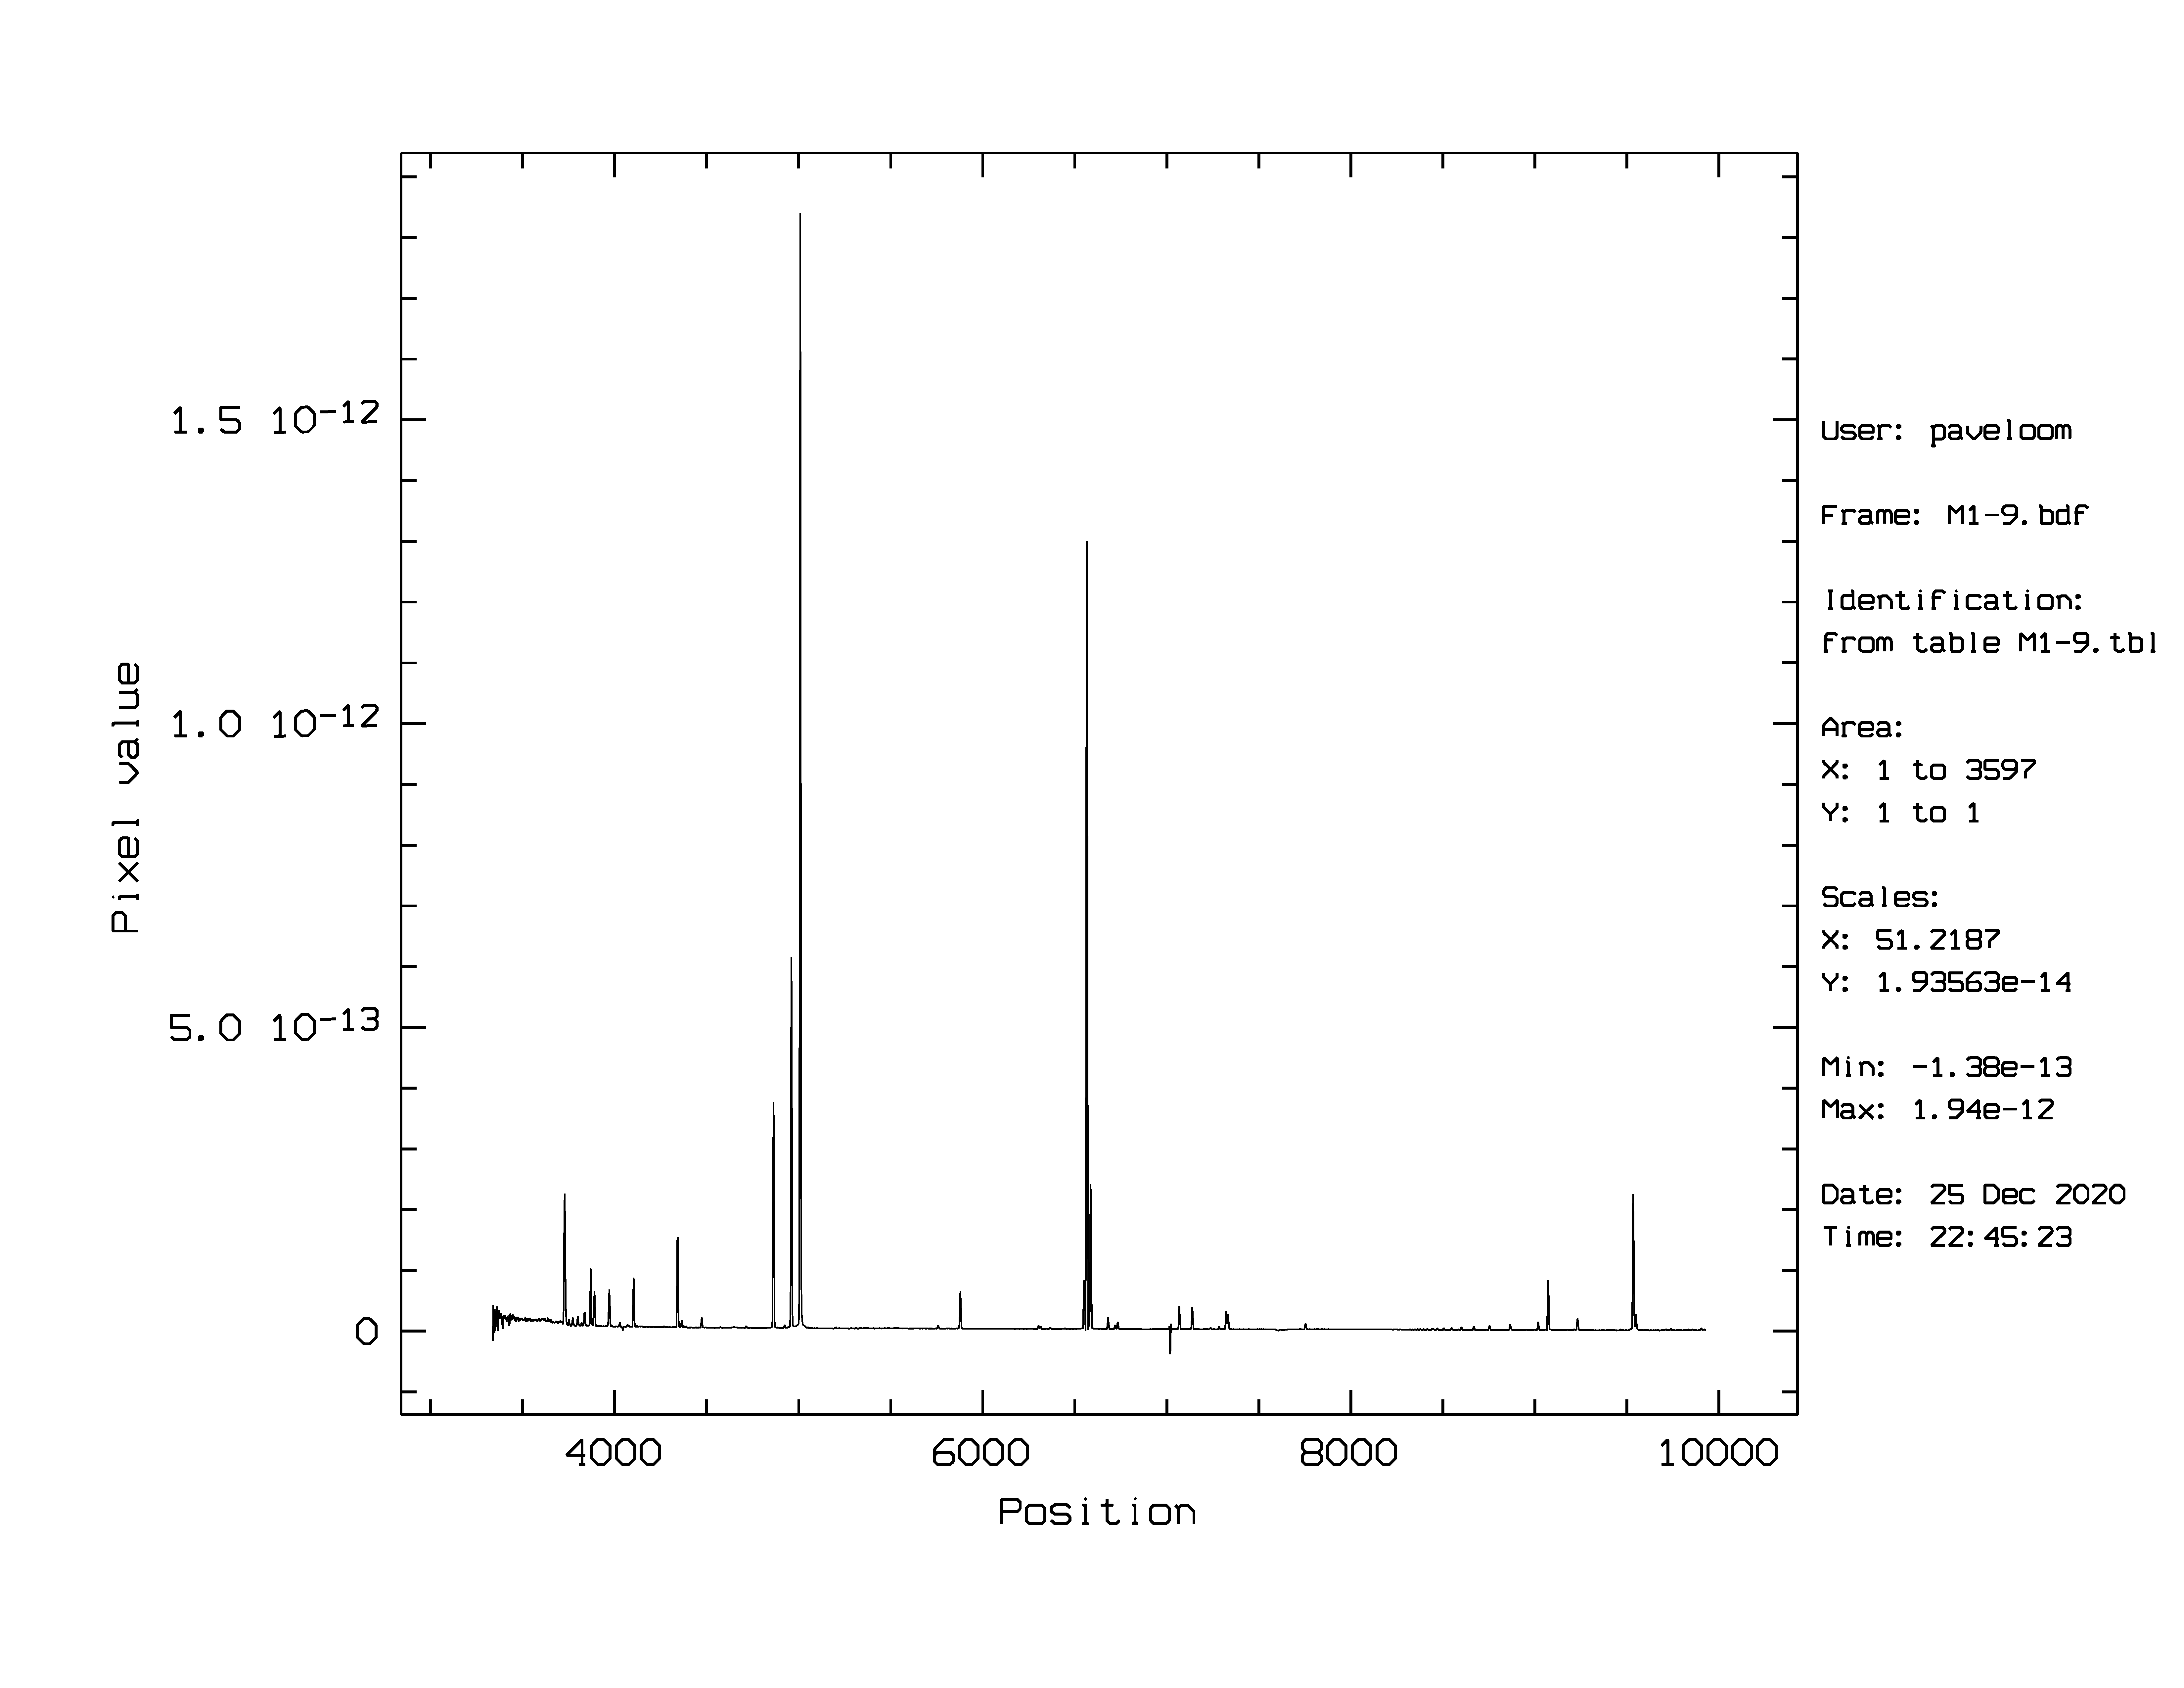 1.5 10-12
1.0 10-12
5.0 10-13
0
Pixel value
4000 6000 8000 10000
Position
User: paveloom
Frame: M1-9.bdf
Identification:
from table M1-9.tbl
Area:
X: 1 to 3597
Y: 1 to 1
Scales:
X: 51.2187
Y: 1.93563e-14
Min: -1.38e-13
Max: 1.94e-12
Date: 25 Dec 2020
Time: 22:45:23